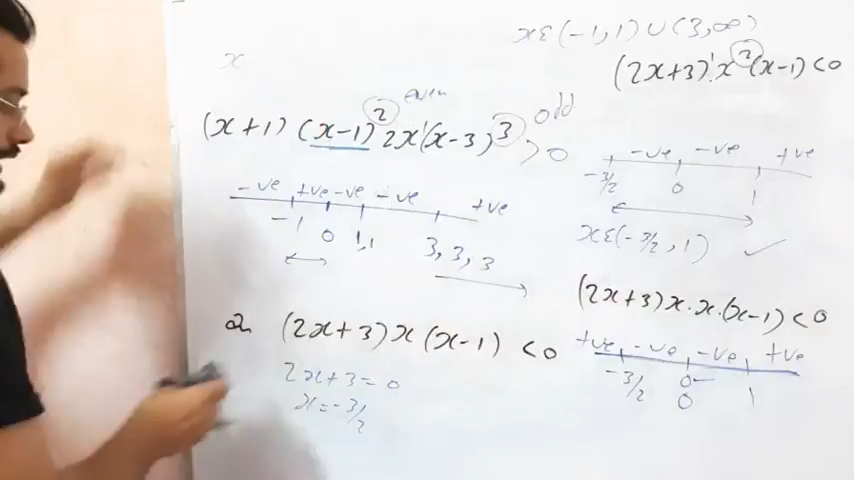 x∈(-1,1)∪(3,∞)
(2x+3)¹x²(x-1)<0
x
even
odd
(x+1) (x-1)² 2x¹(x-3)³ >0
-ve +ve -ve -ve +ve
-1 0 1,1 3,3,3
-ve -ve +ve
-3/2 0 1
x∈(-3/2,1) ✓
(2x+3)x.x.(x-1)<0
(2x+3)x(x-1) <0
+ve -ve -ve +ve
-3/2 0 1
0
2x+3=0
x=-3/2